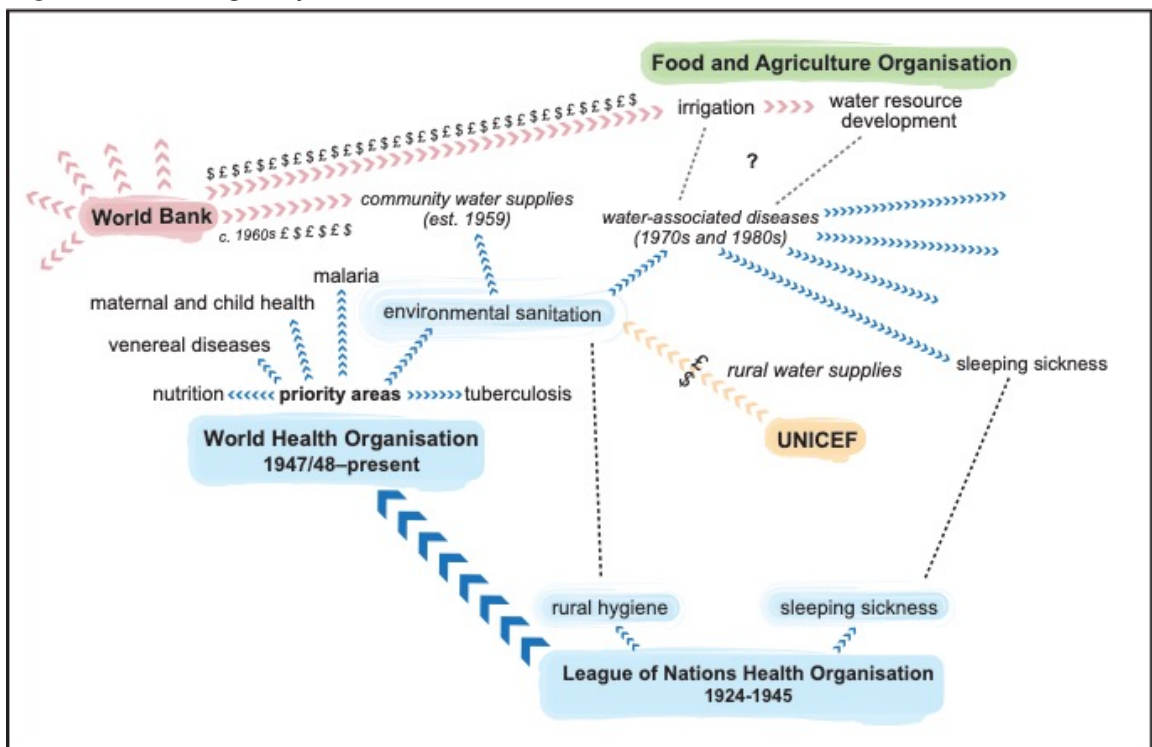 Food and Agriculture Organisation
irrigation
water resource
development
$£$£$£$£$£$£$£$£$£$£$£$£$£$£$£$£$£$
?
World Bank
c. 1960s £$£$£$
community water supplies
(est. 1959)
water-associated diseases
(1970s and 1980s)
malaria
maternal and child health
environmental sanitation
venereal diseases
£$$
rural water supplies
sleeping sickness
nutrition
priority areas
tuberculosis
World Health Organisation
1947/48–present
UNICEF
rural hygiene
sleeping sickness
League of Nations Health Organisation
1924-1945